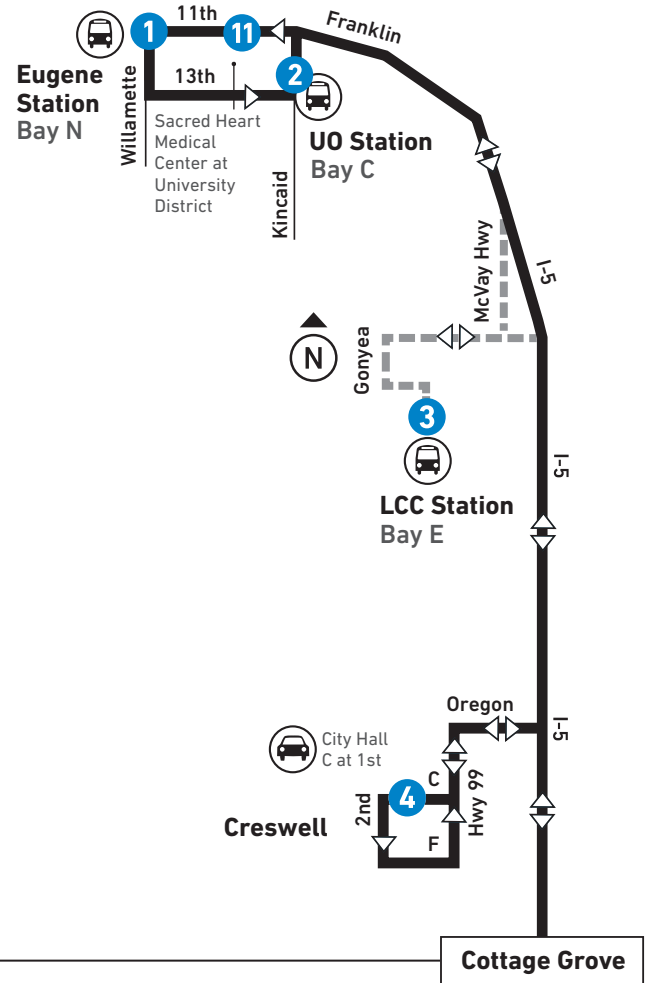 11th
Franklin
1
11
Eugene
Station
Bay N
13th
2
Willamette
Sacred Heart
Medical
Center at
University
District
UO Station
Bay C
Kincaid
McVay Hwy
I-5
N
Gonyea
3
I-5
LCC Station
Bay E
Oregon
I-5
City Hall
C at 1st
C
Hwy 99
2nd
4
Creswell
F
Cottage Grove